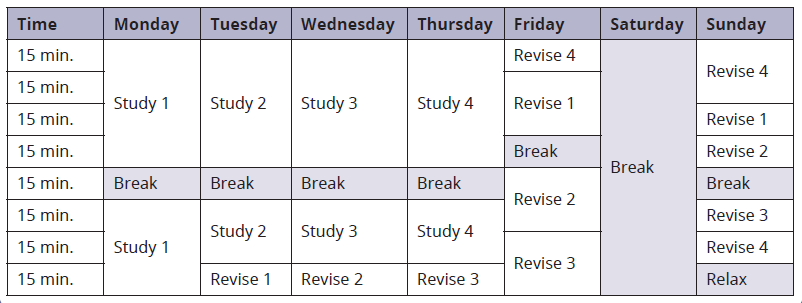 Time Monday Tuesday Wednesday Thursday Friday Saturday Sunday
15 min. Revise 4
15 min. Study 1 Study 2 Study 3 Study 4 Revise 1 Revise 4
15 min. Revise 1
15 min. Break Revise 2
15 min. Break Break Break Break Revise 2 Break Break
15 min. Study 1 Study 2 Study 3 Study 4 Revise 3
15 min. Revise 3 Revise 4
15 min. Revise 1 Revise 2 Revise 3 Relax